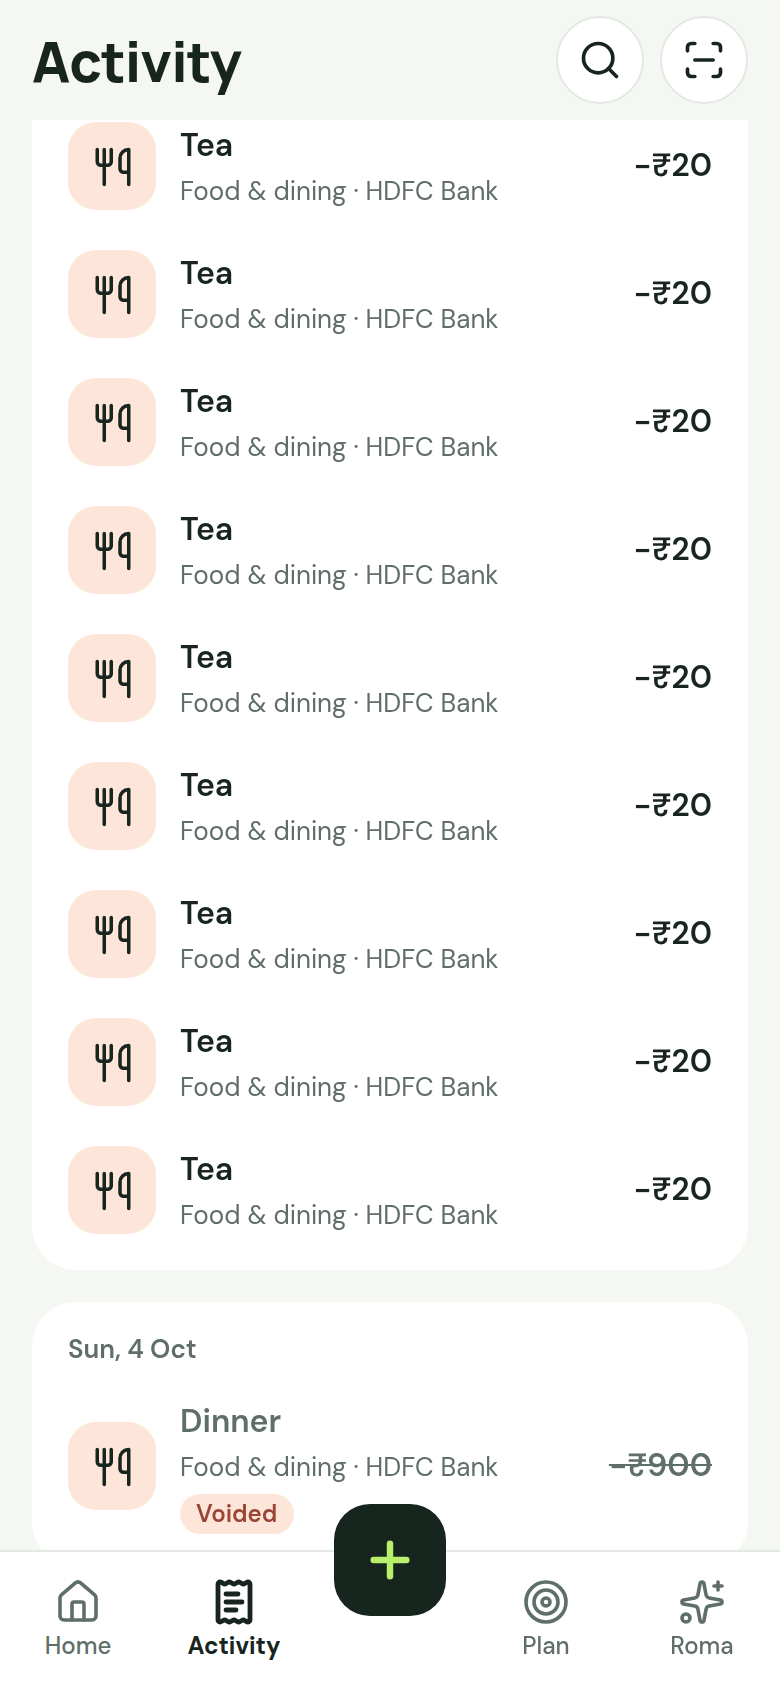 Activity
Tea
Food & dining · HDFC Bank
-₹20
Tea
Food & dining · HDFC Bank
-₹20
Tea
Food & dining · HDFC Bank
-₹20
Tea
Food & dining · HDFC Bank
-₹20
Tea
Food & dining · HDFC Bank
-₹20
Tea
Food & dining · HDFC Bank
-₹20
Tea
Food & dining · HDFC Bank
-₹20
Tea
Food & dining · HDFC Bank
-₹20
Tea
Food & dining · HDFC Bank
-₹20
Sun, 4 Oct
Dinner
Food & dining · HDFC Bank
-₹900
Voided
Home
Activity
Plan
Roma